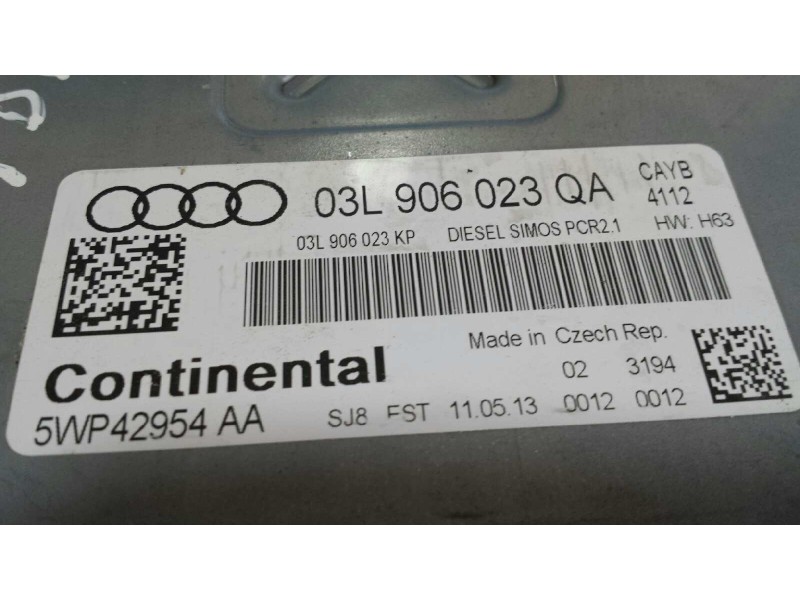 03L 906 023 QA CAYB
4112
03L 906 023 KP DIESEL SIMOS PCR2.1 HW: H63
Made in Czech Rep.
Continental 02 3194
5WP42954 AA SJ8 FST 11.05.13 0012 0012